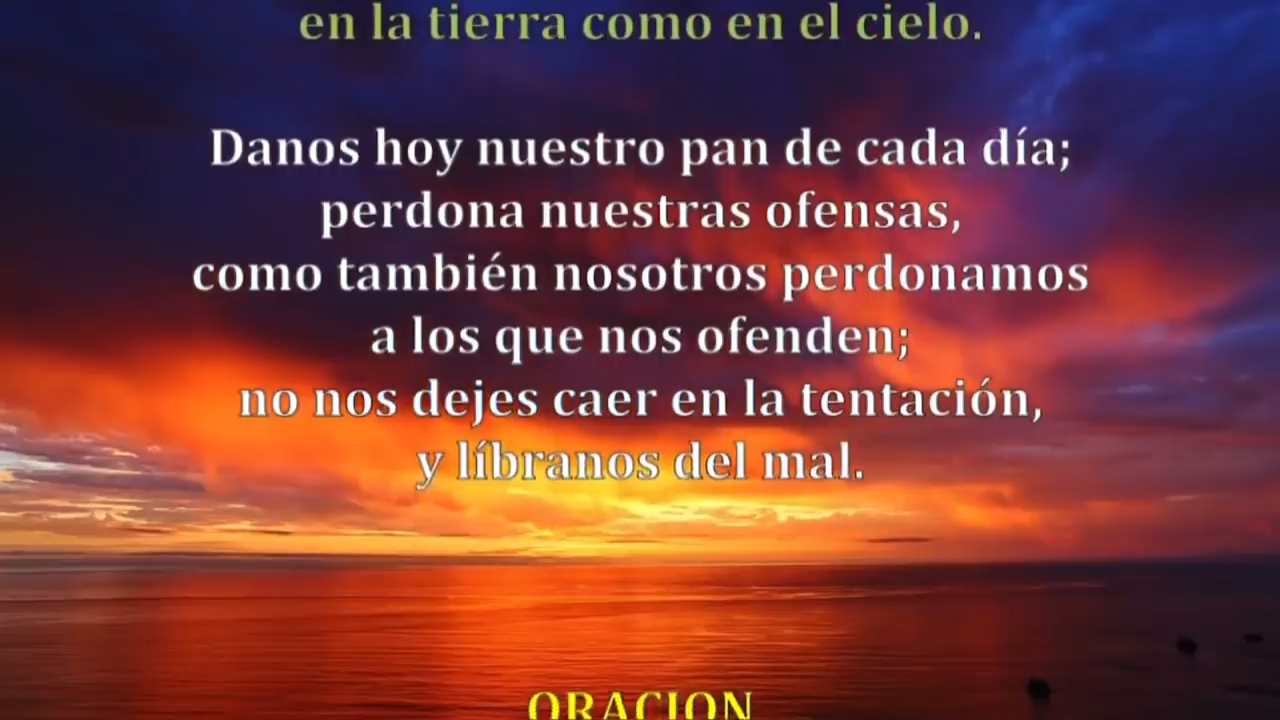 en la tierra como en el cielo.
Danos hoy nuestro pan de cada día;
perdona nuestras ofensas,
como también nosotros perdonamos
a los que nos ofenden;
no nos dejes caer en la tentación,
y líbranos del mal.
ORACION